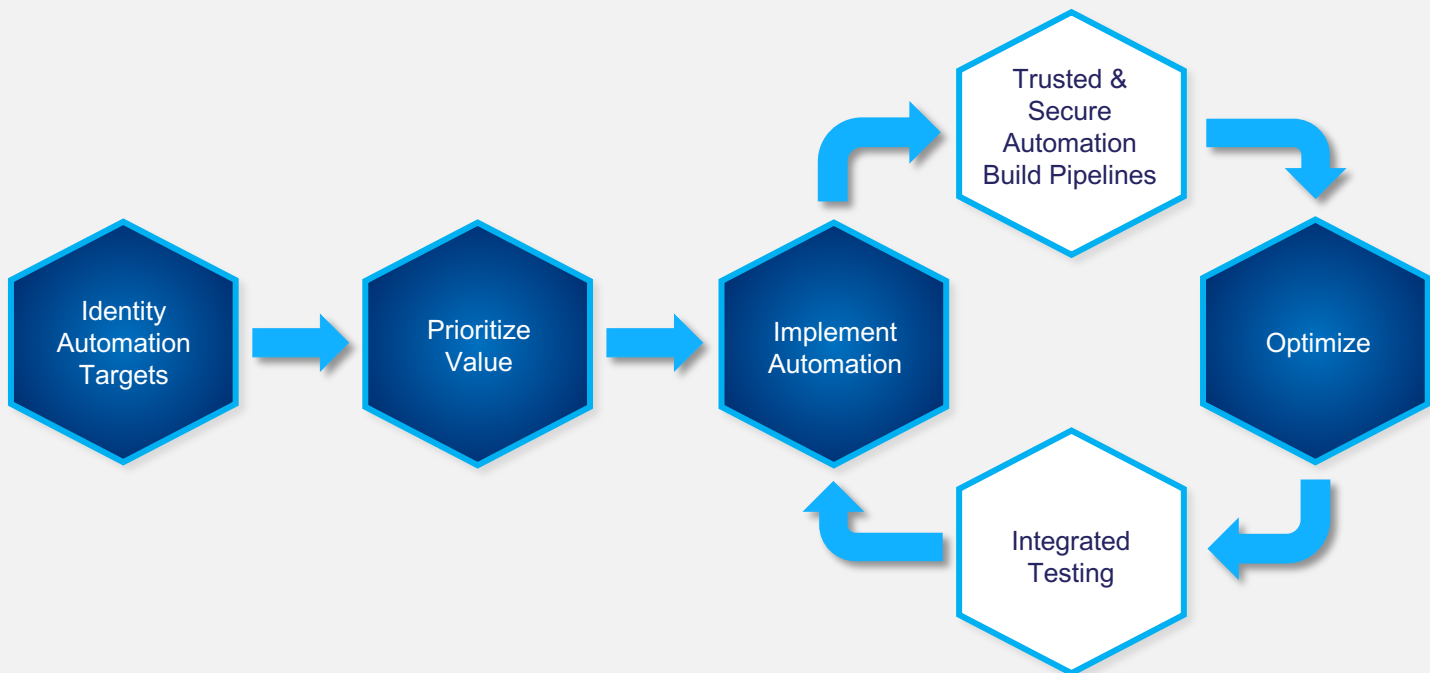 Identity
Automation
Targets
Prioritize
Value
Implement
Automation
Trusted &
Secure
Automation
Build Pipelines
Optimize
Integrated
Testing